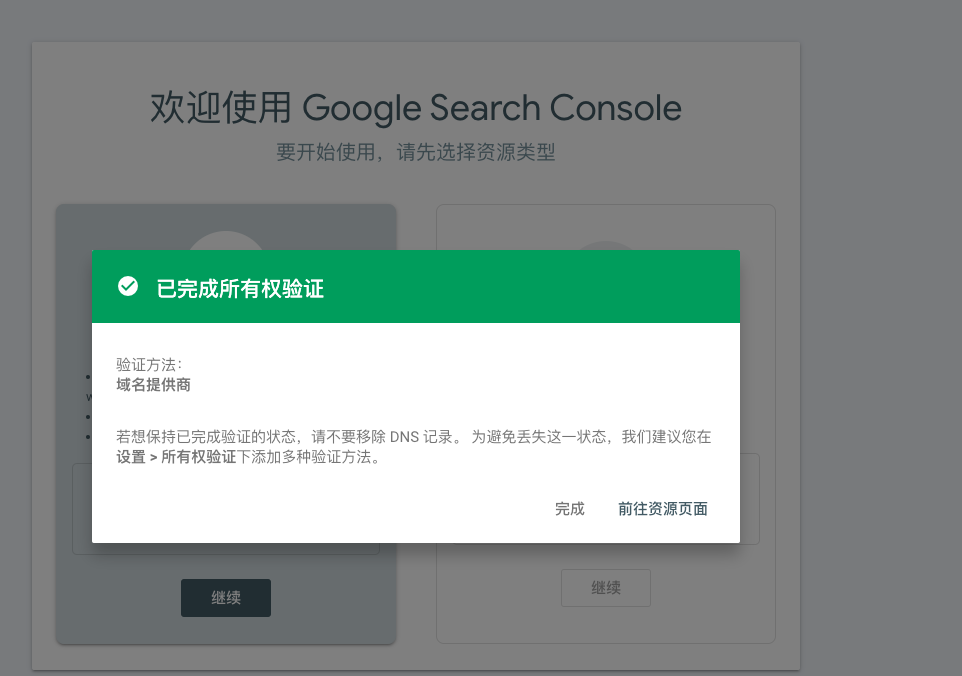 欢迎使用 Google Search Console
要开始使用，请先选择资源类型
已完成所有权验证
验证方法：
域名提供商
若想保持已完成验证的状态，请不要移除 DNS 记录。 为避免丢失这一状态，我们建议您在
设置 > 所有权验证下添加多种验证方法。
完成 前往资源页面
继续 继续